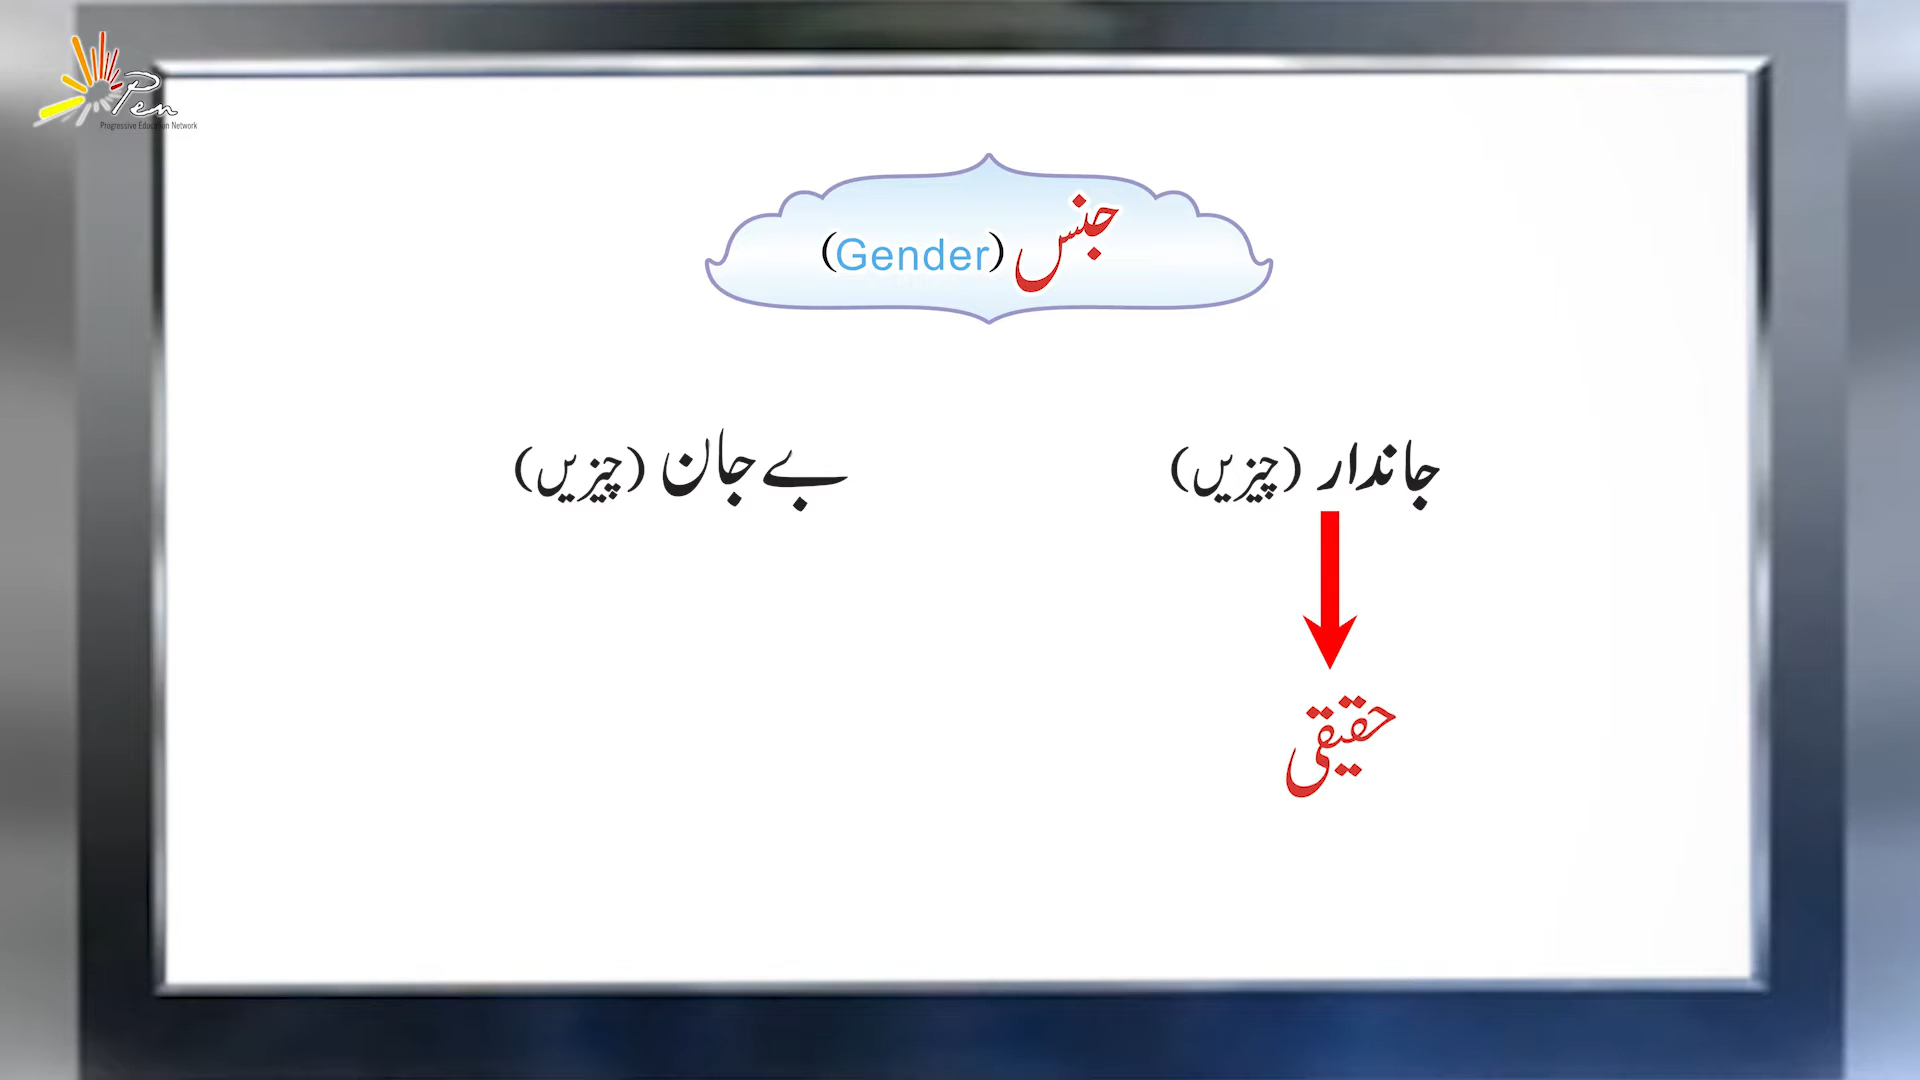 Pen
Progressive Education Network
جنس (Gender)
جاندار (چیزیں)
بے جان (چیزیں)
حقیقی